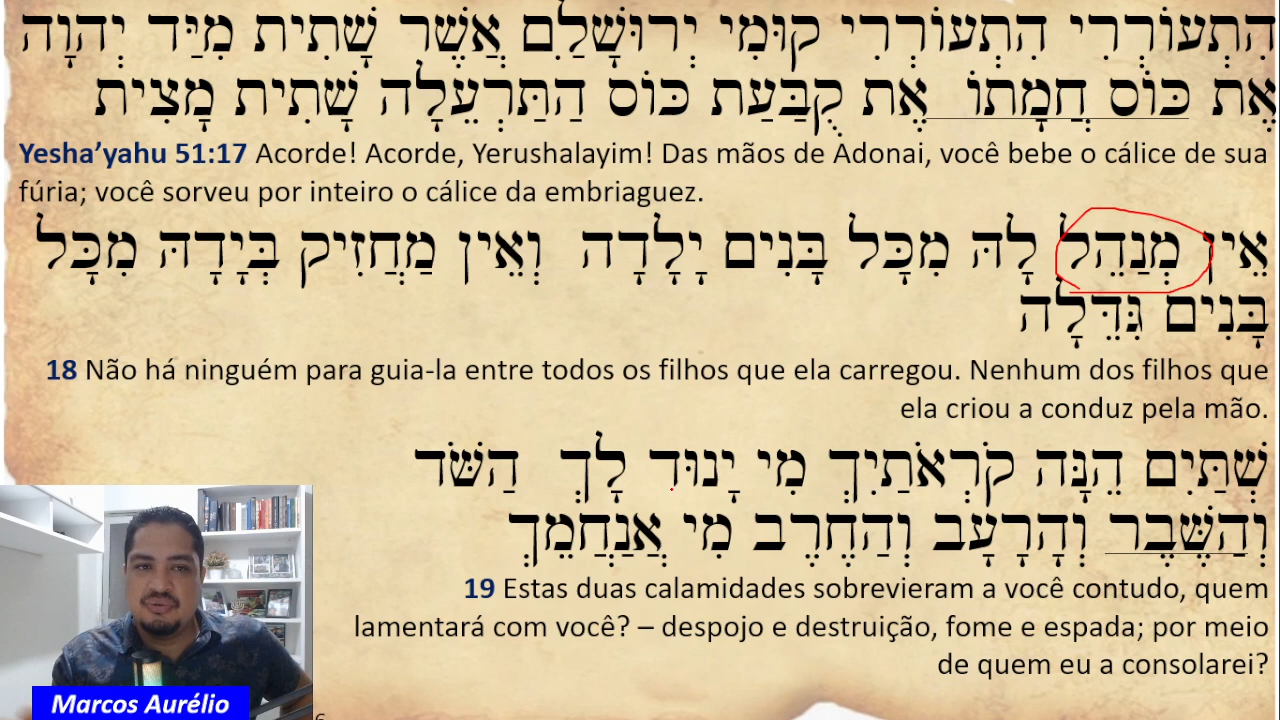 הִתְעוֹרְרִי הִתְעוֹרְרִי קוּמִי יְרוּשָׁלִַם אֲשֶׁר שָׁתִית מִיַּד יְהוָה
אֶת כּוֹס חֲמָתוֹ אֶת קֻבַּעַת כּוֹס הַתַּרְעֵלָה שָׁתִית מָצִית
Yesha’yahu 51:17 Acorde! Acorde, Yerushalayim! Das mãos de Adonai, você bebe o cálice de sua
fúria; você sorveu por inteiro o cálice da embriaguez.
אֵין מְנַהֵל לָהּ מִכָּל בָּנִים יָלָדָה וְאֵין מַחֲזִיק בְּיָדָהּ מִכָּל
בָּנִים גִּדֵּלָה
18 Não há ninguém para guia-la entre todos os filhos que ela carregou. Nenhum dos filhos que
ela criou a conduz pela mão.
שְׁתַּיִם הֵנָּה קֹרְאֹתַיִךְ מִי יָנוּד לָךְ הַשֹּׁד
וְהַשֶּׁבֶר וְהָרָעָב וְהַחֶרֶב מִי אֲנַחֲמֵךְ
19 Estas duas calamidades sobrevieram a você contudo, quem
lamentará com você? – despojo e destruição, fome e espada; por meio
de quem eu a consolarei?
Marcos Aurélio
6